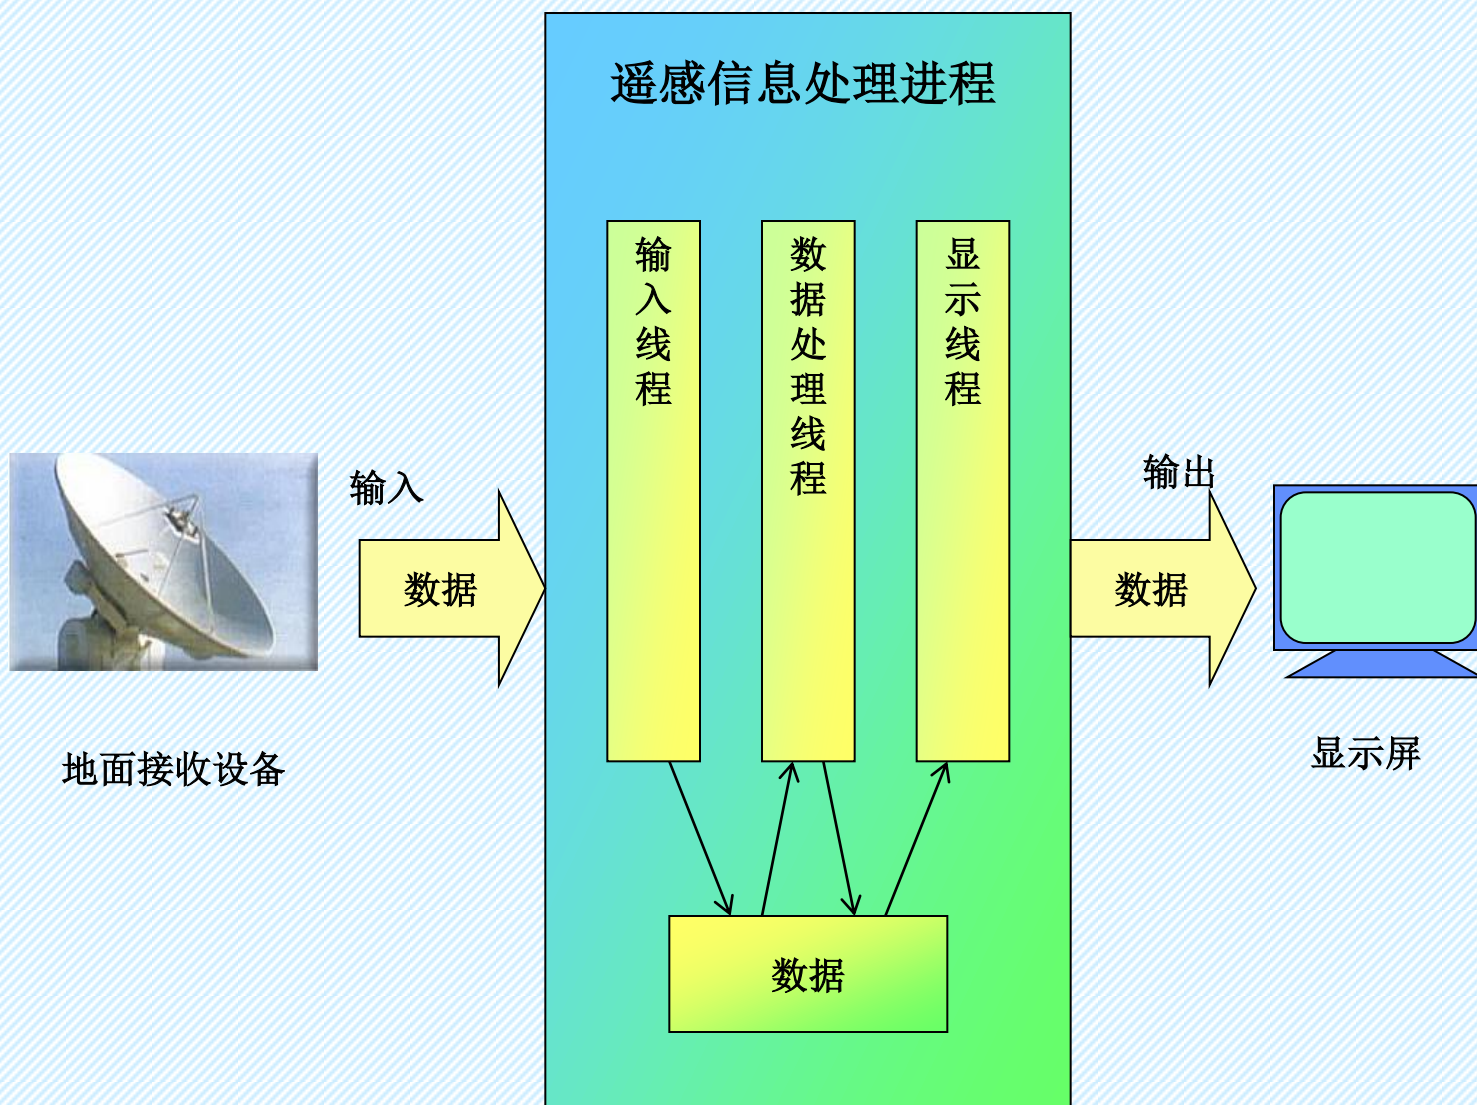 遥感信息处理进程
输入线程
数据处理线程
显示线程
输入
数据
地面接收设备
输出
数据
显示屏
数据